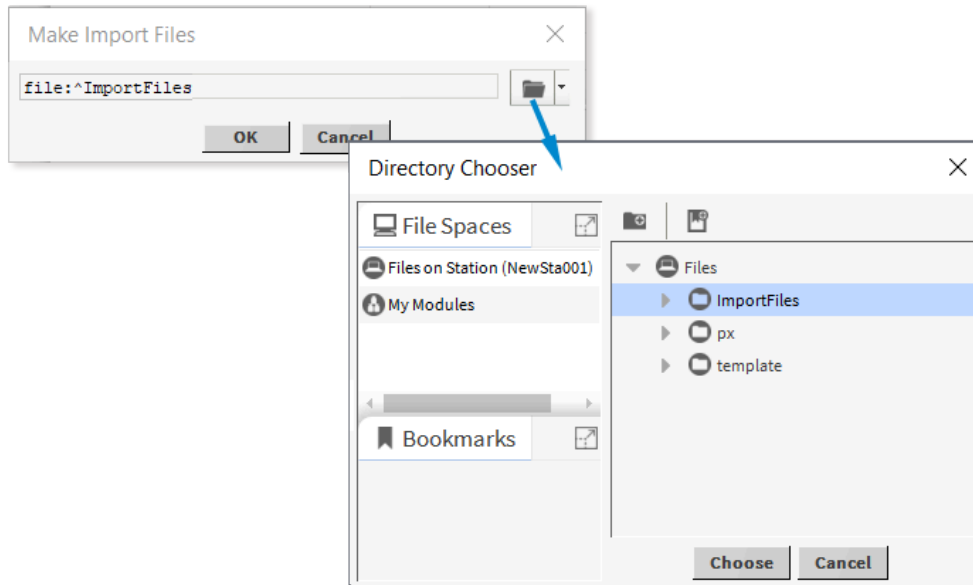 Make Import Files
file:^ImportFiles
OK
Cancel
Directory Chooser
File Spaces
Files on Station (NewSta001)
My Modules
Bookmarks
Files
ImportFiles
px
template
Choose
Cancel